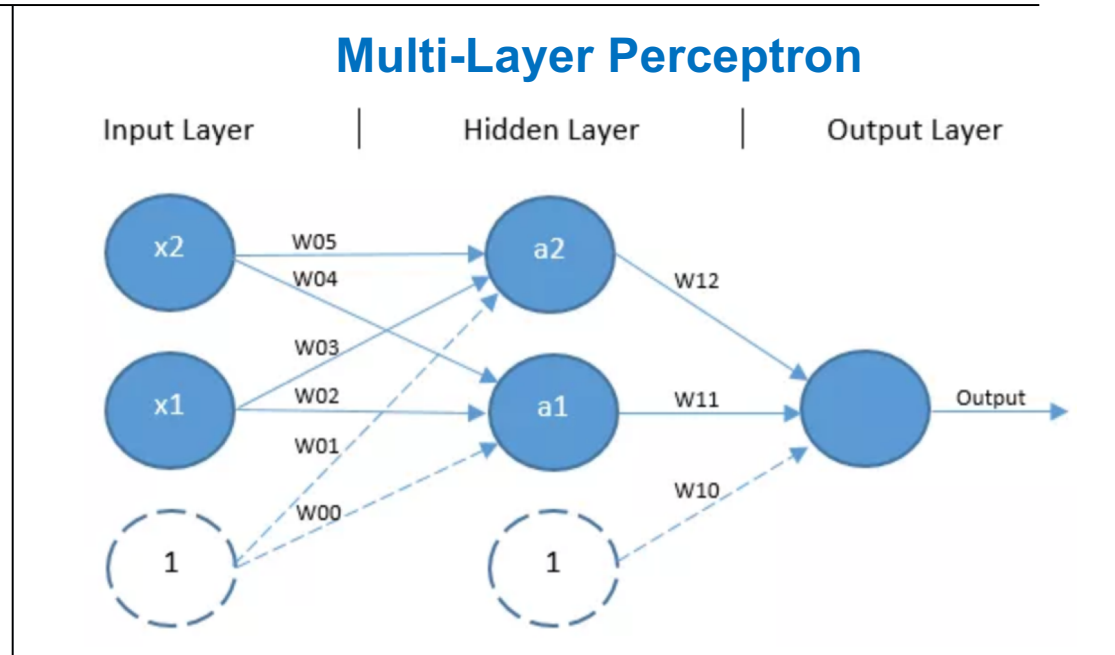 Multi-Layer Perceptron
Input Layer | Hidden Layer | Output Layer
x2
W05
W04
a2
W12
x1
W03
W02
W01
W00
a1
W11
Output
1
1
W10